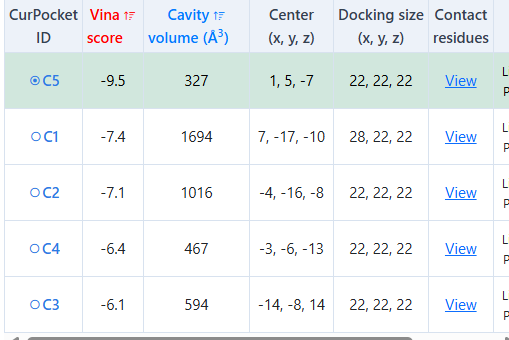 CurPocket Vina ↑₣ Cavity ↑₣ Center Docking size Contact
ID score volume (Å³) (x, y, z) (x, y, z) residues
C5 -9.5 327 1, 5, -7 22, 22, 22 View
C1 -7.4 1694 7, -17, -10 28, 22, 22 View
C2 -7.1 1016 -4, -16, -8 22, 22, 22 View
C4 -6.4 467 -3, -6, -13 22, 22, 22 View
C3 -6.1 594 -14, -8, 14 22, 22, 22 View